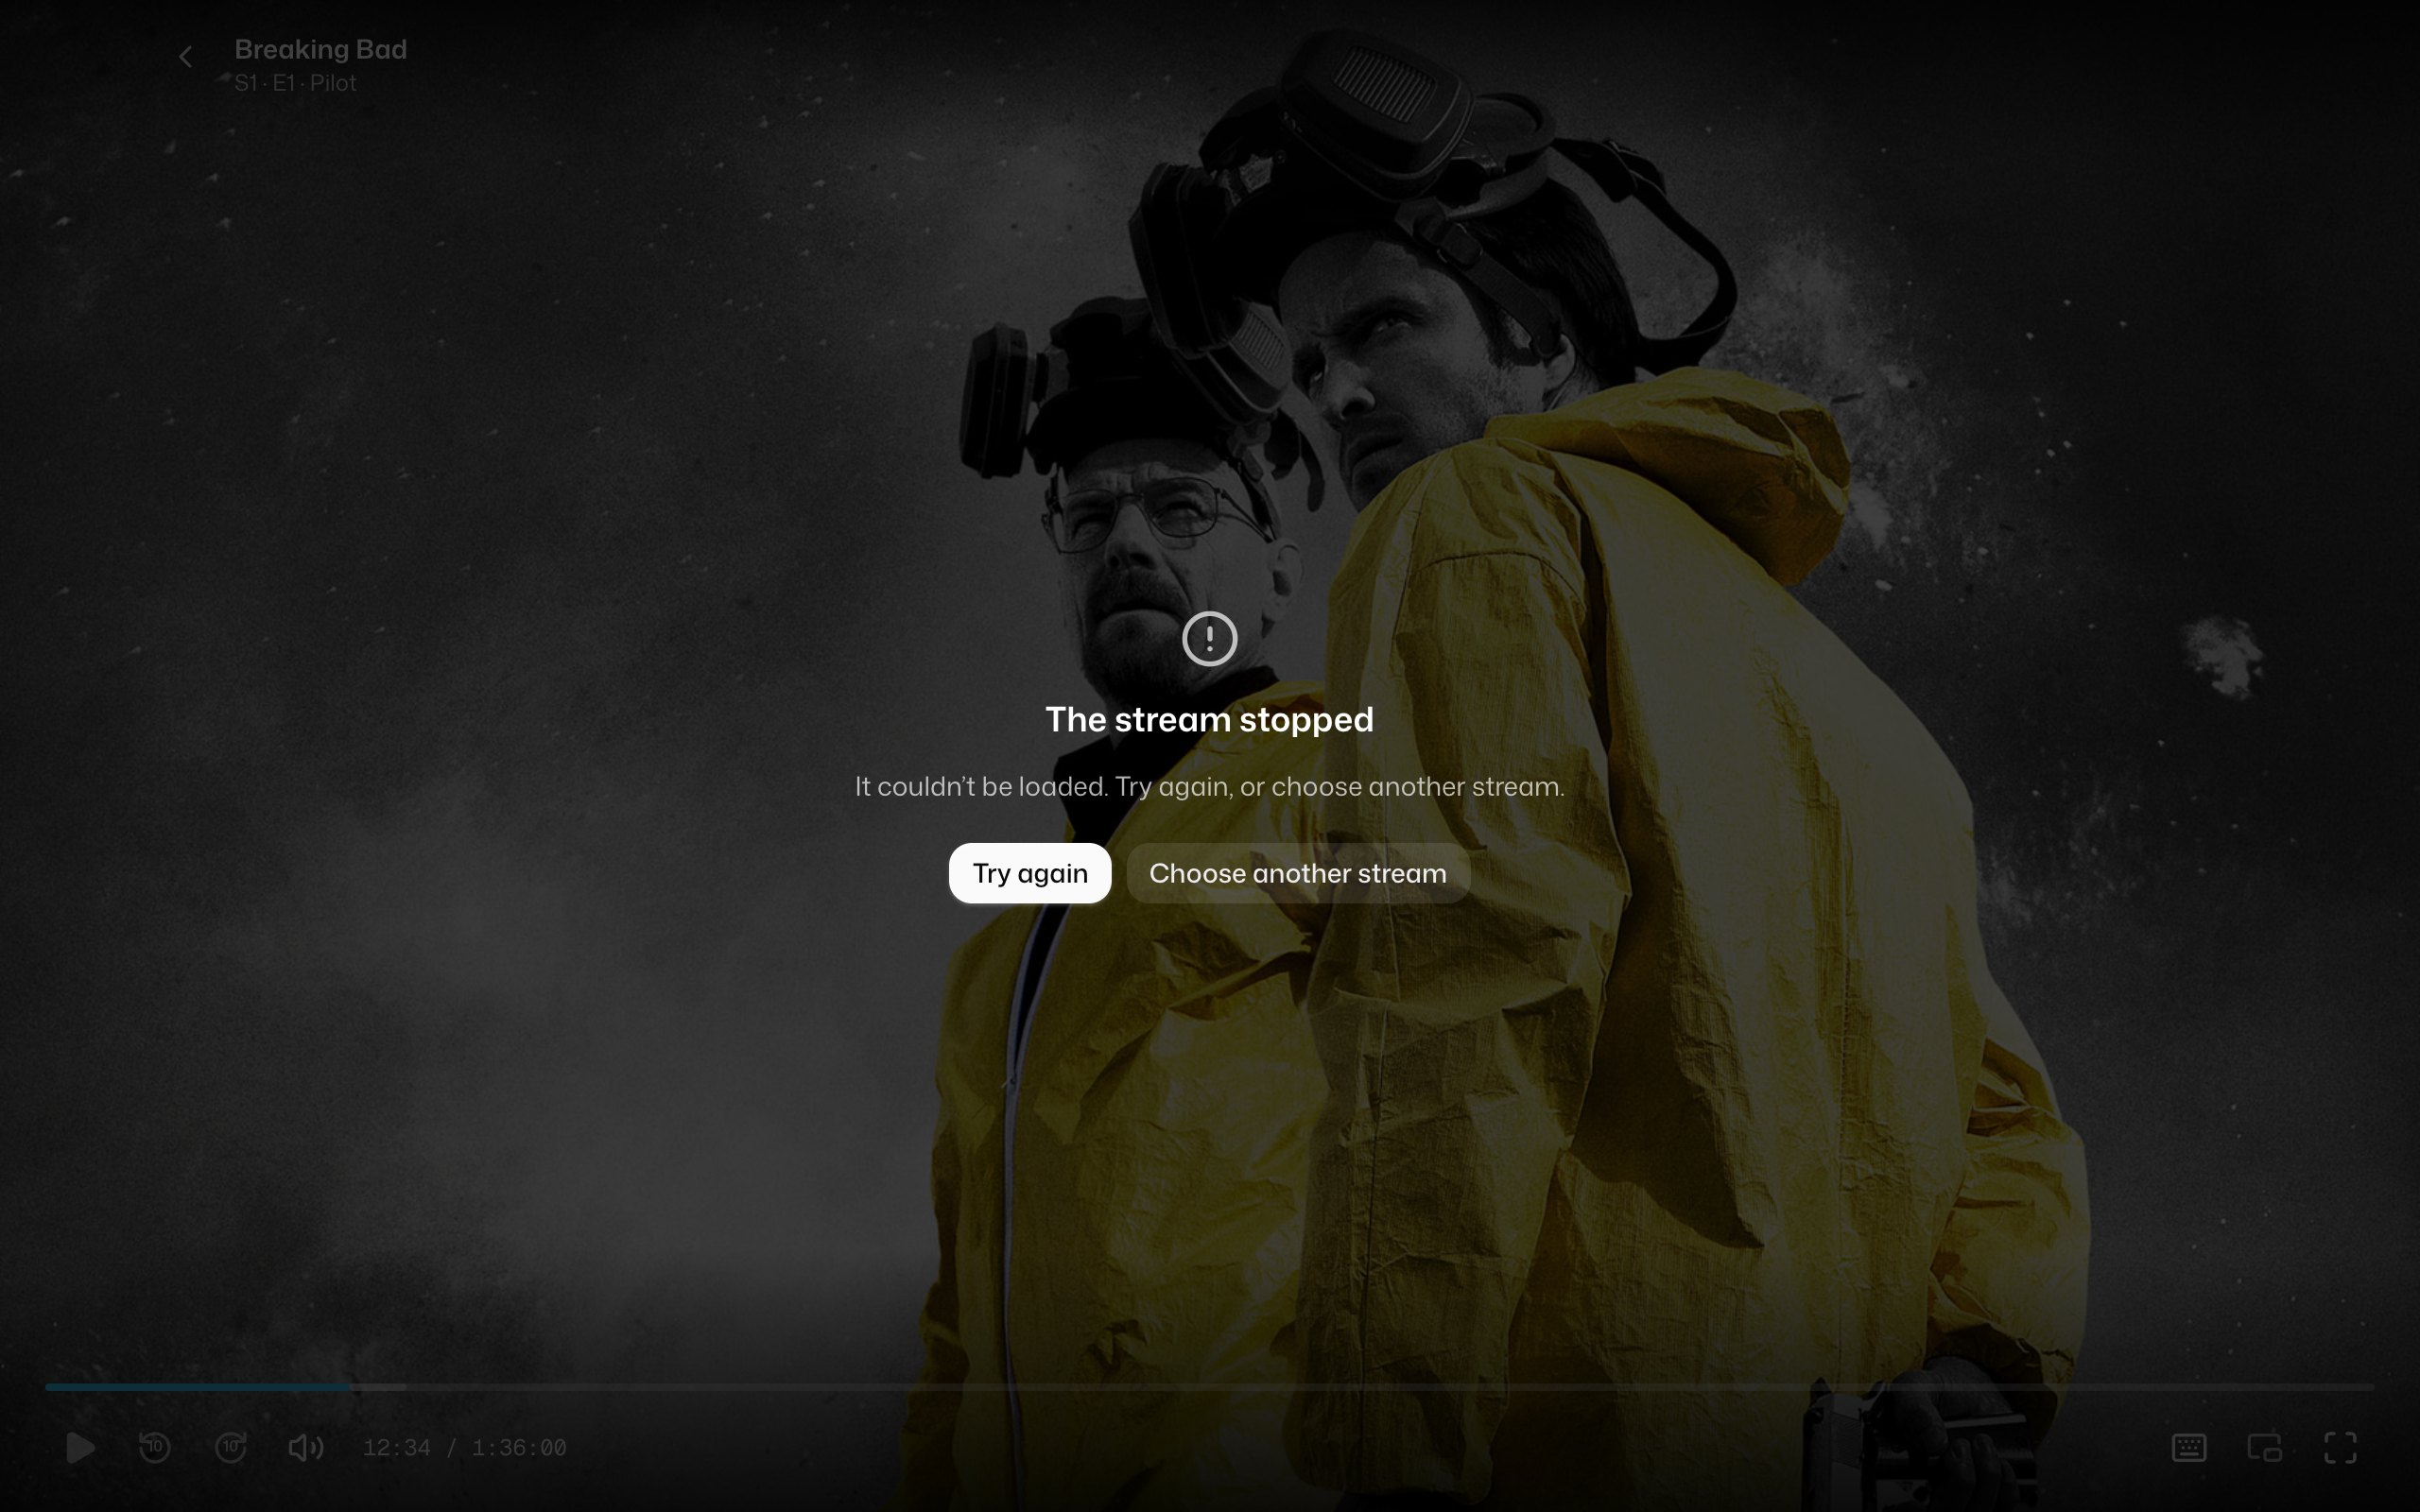 Breaking Bad
S1 · E1 · Pilot
The stream stopped
It couldn’t be loaded. Try again, or choose another stream.
Try again
Choose another stream
10
10
12:34 / 1:36:00